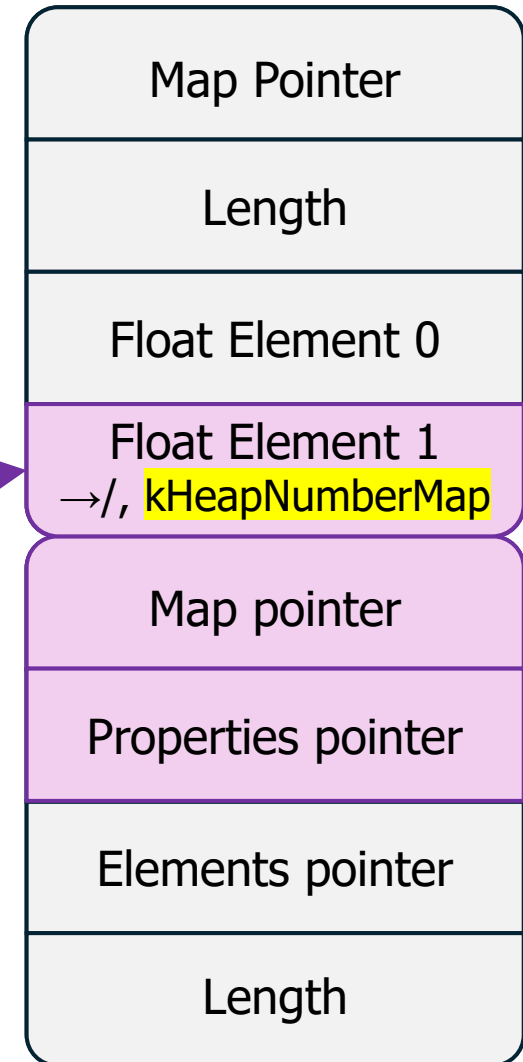 Map Pointer
Length
Float Element 0
Float Element 1
→/, kHeapNumberMap
Map pointer
Properties pointer
Elements pointer
Length